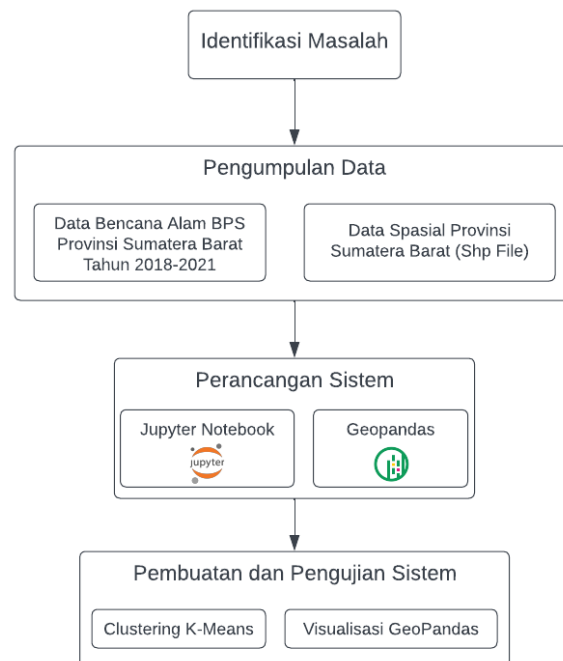 Identifikasi Masalah
Pengumpulan Data
Data Bencana Alam BPS
Provinsi Sumatera Barat
Tahun 2018-2021
Data Spasial Provinsi
Sumatera Barat (Shp File)
Perancangan Sistem
Jupyter Notebook
jupyter
Geopandas
Pembuatan dan Pengujian Sistem
Clustering K-Means
Visualisasi GeoPandas